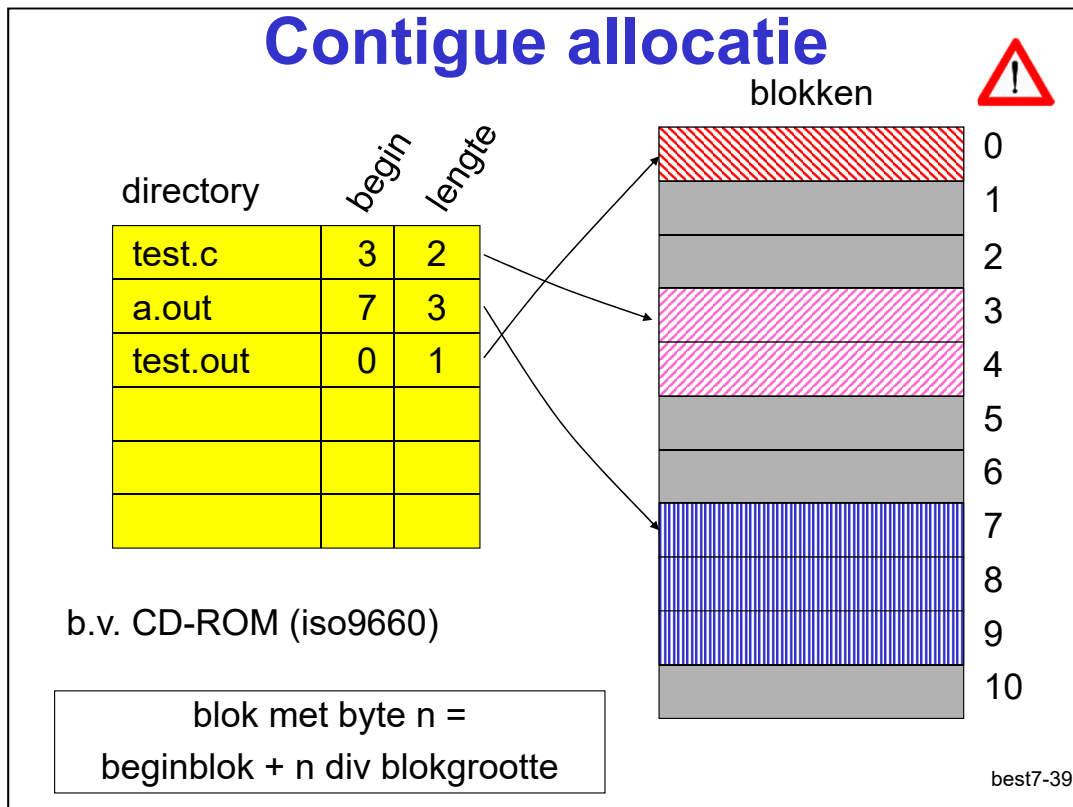 Contigue allocatie
blokken
directory begin lengte
test.c 3 2
a.out 7 3
test.out 0 1
0
1
2
3
4
5
6
7
8
9
10
b.v. CD-ROM (iso9660)
blok met byte n =
beginblok + n div blokgrootte
best7-39